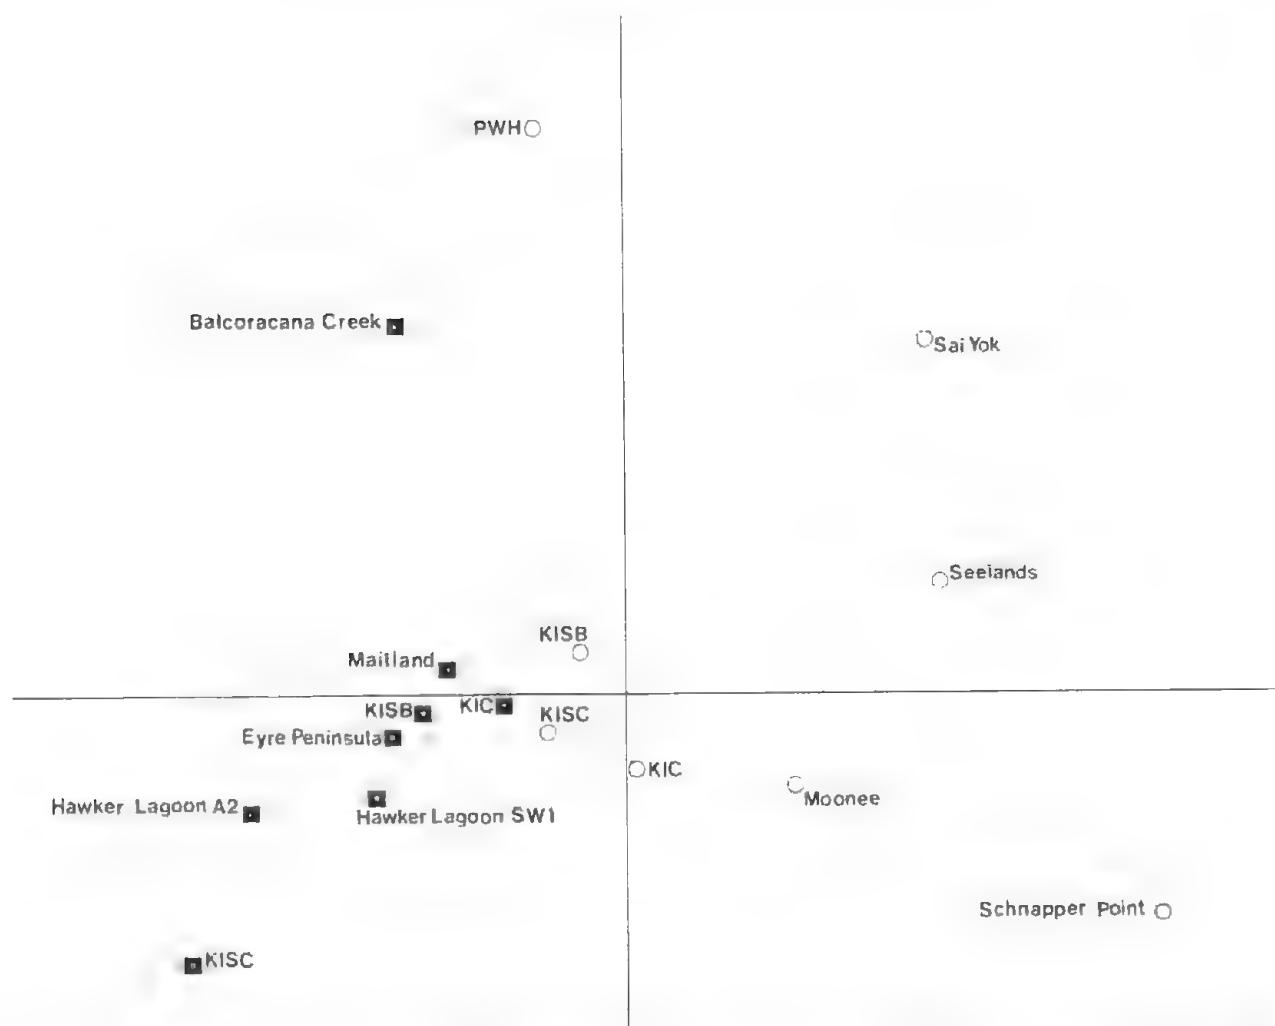 PWH
Balcoracana Creek
Sai Yok
Seelands
KISB
Maitland
KISB
KIC
KISC
Eyre Peninsula
KIC
Moonee
Hawker Lagoon A2
Hawker Lagoon SW1
Schnapper Point
KISC